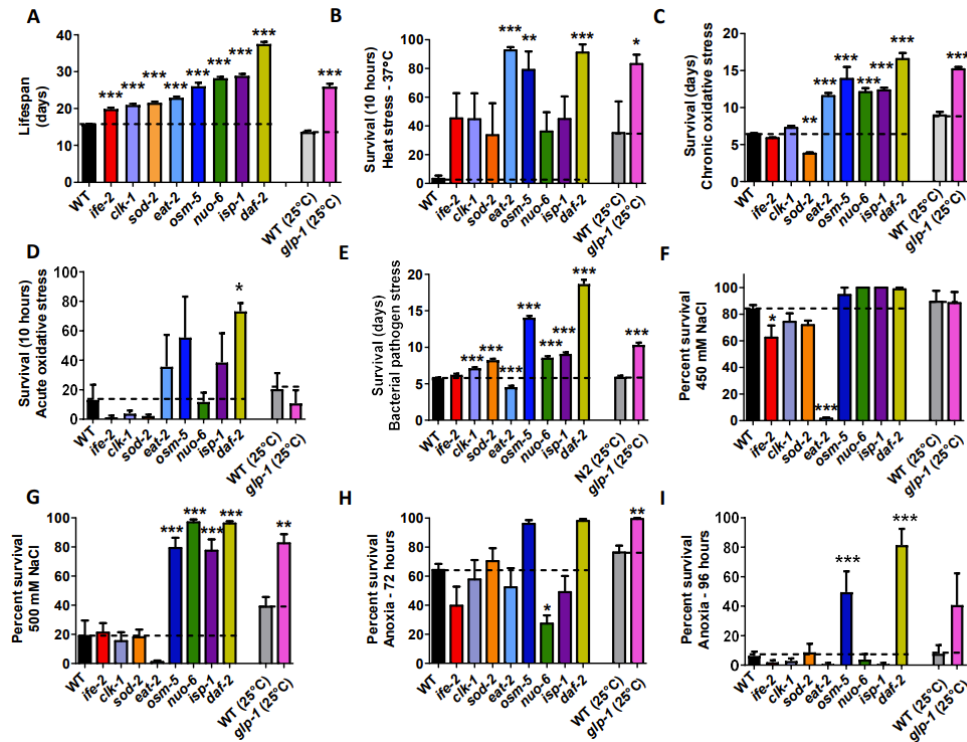 A
Lifespan
(days)
40
30
20
10
0
*** *** *** *** *** *** *** *** ***
WT ife-2 clk-1 sod-2 eat-2 osm-5 nuo-6 isp-1 daf-2 WT (25°C) glp-1 (25°C)
B
Survival (10 hours)
Heat stress - 37°C
100
80
60
40
20
0
*** ** *** *
WT ife-2 clk-1 sod-2 eat-2 osm-5 nuo-6 isp-1 daf-2 WT (25°C) glp-1 (25°C)
C
Survival (days)
Chronic oxidative stress
20
15
10
5
0
** *** *** *** *** *** ***
WT ife-2 clk-1 sod-2 eat-2 osm-5 nuo-6 isp-1 daf-2 WT (25°C) glp-1 (25°C)
D
Survival (10 hours)
Acute oxidative stress
100
80
60
40
20
0
*
WT ife-2 clk-1 sod-2 eat-2 osm-5 nuo-6 isp-1 daf-2 WT (25°C) glp-1 (25°C)
E
Survival (days)
Bacterial pathogen stress
20
15
10
5
0
*** *** *** *** *** *** *** ***
WT ife-2 clk-1 sod-2 eat-2 osm-5 nuo-6 isp-1 daf-2 N2 (25°C) glp-1 (25°C)
F
Percent survival
450 mM NaCl
100
80
60
40
20
0
* ***
WT ife-2 clk-1 sod-2 eat-2 osm-5 nuo-6 isp-1 daf-2 WT (25°C) glp-1 (25°C)
G
Percent survival
500 mM NaCl
100
80
60
40
20
0
*** *** *** *** **
WT ife-2 clk-1 sod-2 eat-2 osm-5 nuo-6 isp-1 daf-2 WT (25°C) glp-1 (25°C)
H
Percent survival
Anoxia - 72 hours
100
80
60
40
20
0
* **
WT ife-2 clk-1 sod-2 eat-2 osm-5 nuo-6 isp-1 daf-2 WT (25°C) glp-1 (25°C)
I
Percent survival
Anoxia - 96 hours
100
80
60
40
20
0
*** ***
WT ife-2 clk-1 sod-2 eat-2 osm-5 nuo-6 isp-1 daf-2 WT (25°C) glp-1 (25°C)